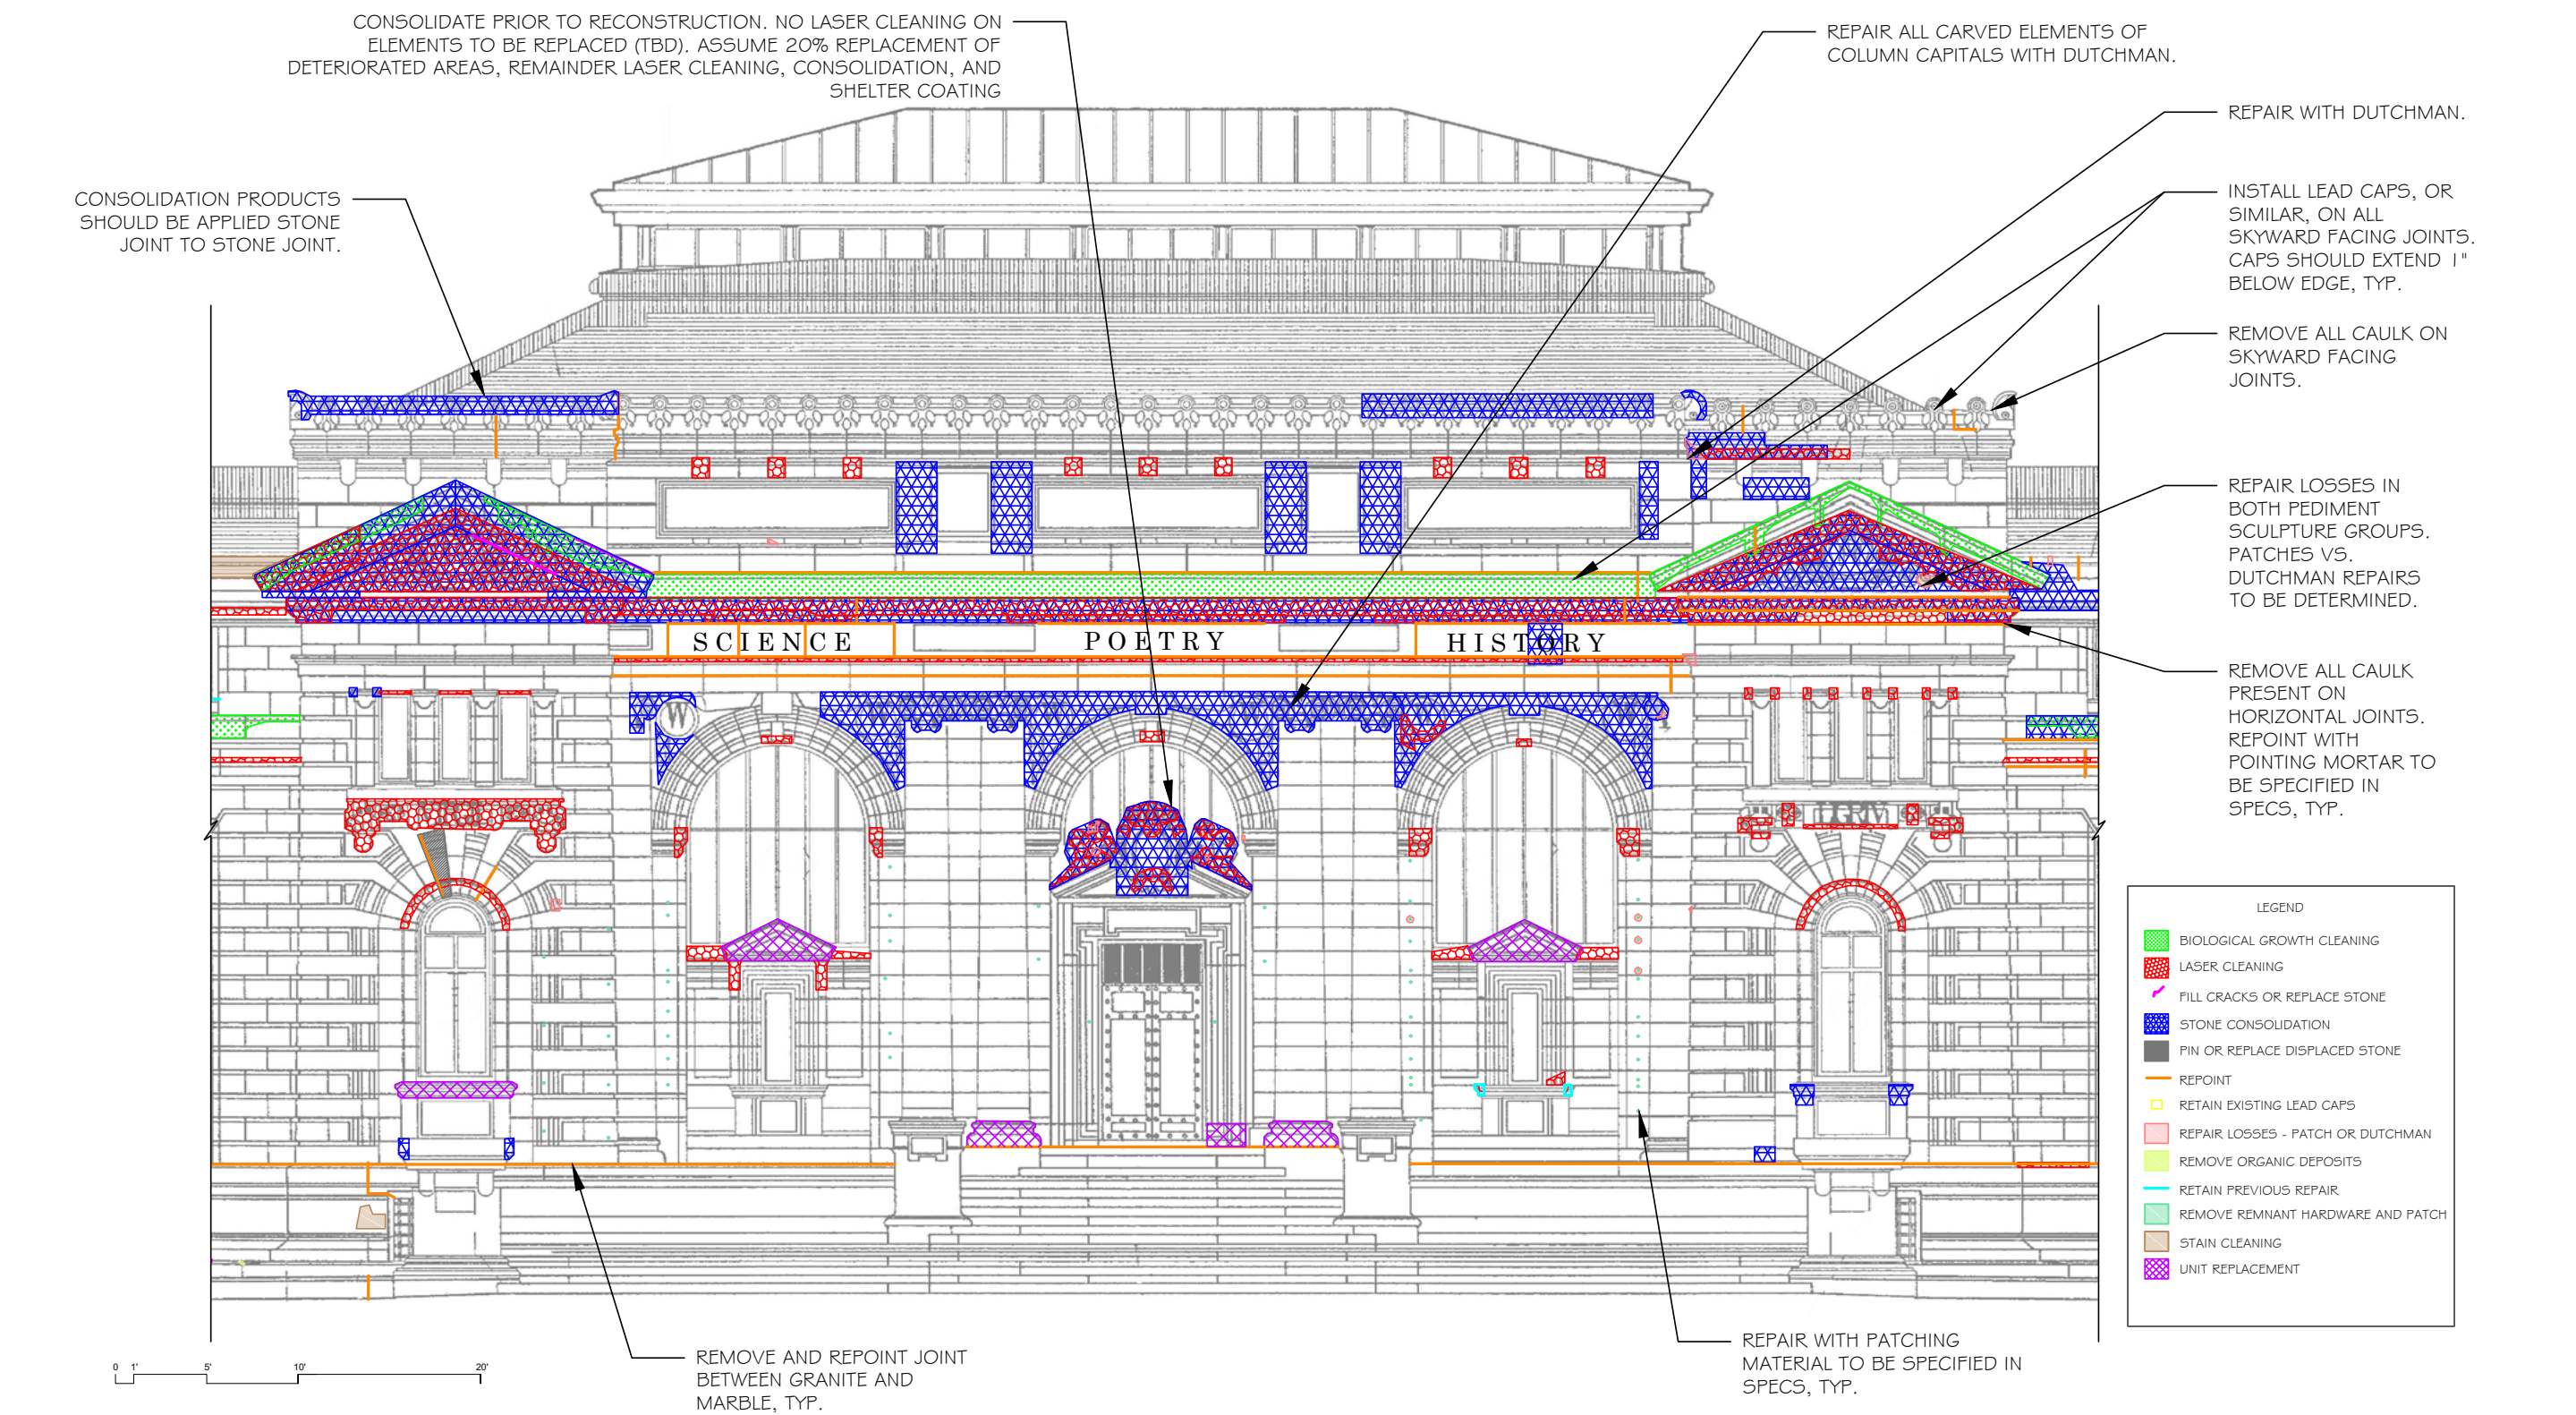 CONSOLIDATE PRIOR TO RECONSTRUCTION. NO LASER CLEANING ON
ELEMENTS TO BE REPLACED (TBD). ASSUME 20% REPLACEMENT OF
DETERIORATED AREAS, REMAINDER LASER CLEANING, CONSOLIDATION, AND
SHELTER COATING
REPAIR ALL CARVED ELEMENTS OF
COLUMN CAPITALS WITH DUTCHMAN.
REPAIR WITH DUTCHMAN.
CONSOLIDATION PRODUCTS
SHOULD BE APPLIED STONE
JOINT TO STONE JOINT.
INSTALL LEAD CAPS, OR
SIMILAR, ON ALL
SKYWARD FACING JOINTS.
CAPS SHOULD EXTEND 1"
BELOW EDGE, TYP.
REMOVE ALL CAULK ON
SKYWARD FACING
JOINTS.
REPAIR LOSSES IN
BOTH PEDIMENT
SCULPTURE GROUPS.
PATCHES VS.
DUTCHMAN REPAIRS
TO BE DETERMINED.
SCIENCE
POETRY
HISTORY
REMOVE ALL CAULK
PRESENT ON
HORIZONTAL JOINTS.
REPOINT WITH
POINTING MORTAR TO
BE SPECIFIED IN
SPECS, TYP.
W
LEGEND
BIOLOGICAL GROWTH CLEANING
LASER CLEANING
FILL CRACKS OR REPLACE STONE
STONE CONSOLIDATION
PIN OR REPLACE DISPLACED STONE
REPOINT
RETAIN EXISTING LEAD CAPS
REPAIR LOSSES - PATCH OR DUTCHMAN
REMOVE ORGANIC DEPOSITS
RETAIN PREVIOUS REPAIR
REMOVE REMNANT HARDWARE AND PATCH
STAIN CLEANING
UNIT REPLACEMENT
0 1' 5' 10' 20'
REMOVE AND REPOINT JOINT
BETWEEN GRANITE AND
MARBLE, TYP.
REPAIR WITH PATCHING
MATERIAL TO BE SPECIFIED IN
SPECS, TYP.